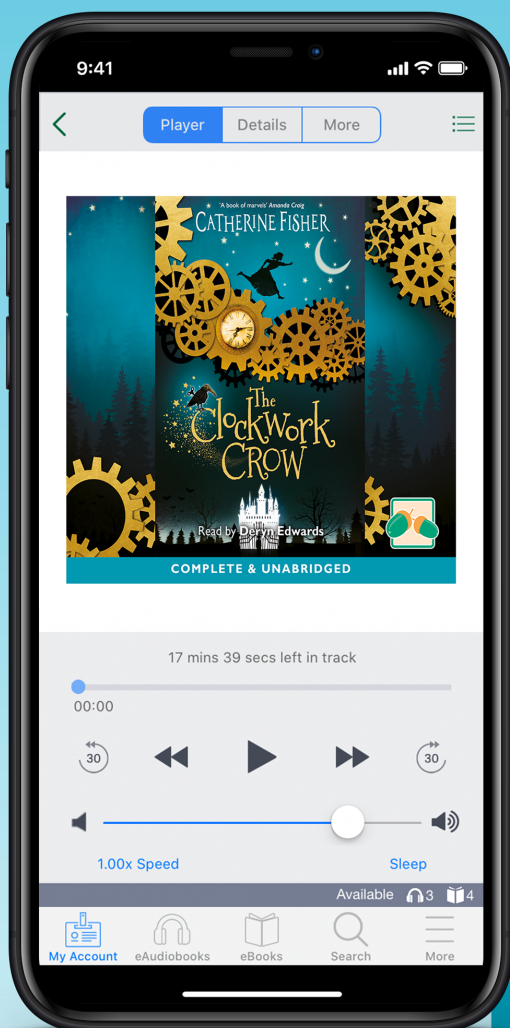 9:41
Player Details More
'A book of marvels' Amanda Craig
CATHERINE FISHER
The
Clockwork
Crow
Read by Deryn Edwards
COMPLETE & UNABRIDGED
17 mins 39 secs left in track
00:00
30 30
1.00x Speed Sleep
Available 3 4
My Account eAudiobooks eBooks Search More